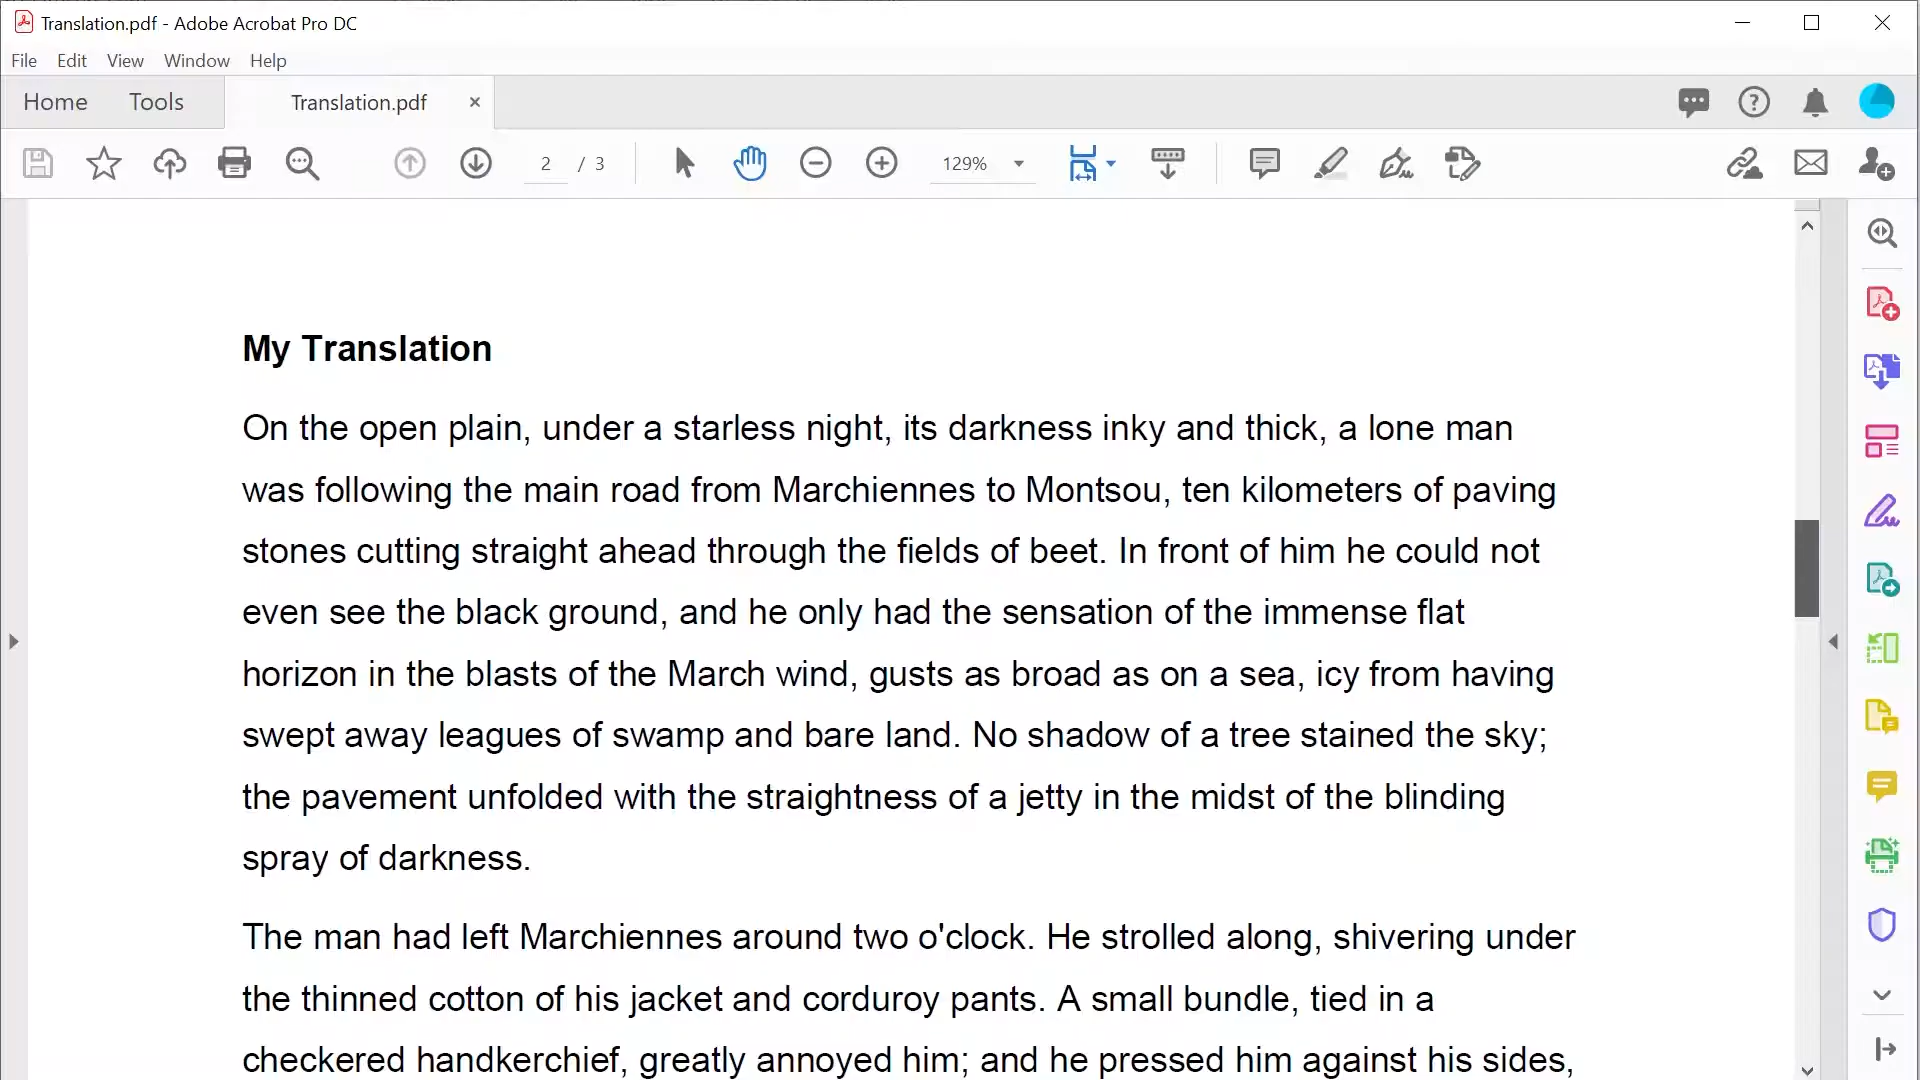 Translation.pdf - Adobe Acrobat Pro DC
File Edit View Window Help
Home Tools Translation.pdf ×
2 / 3 129%
My Translation
On the open plain, under a starless night, its darkness inky and thick, a lone man
was following the main road from Marchiennes to Montsou, ten kilometers of paving
stones cutting straight ahead through the fields of beet. In front of him he could not
even see the black ground, and he only had the sensation of the immense flat
horizon in the blasts of the March wind, gusts as broad as on a sea, icy from having
swept away leagues of swamp and bare land. No shadow of a tree stained the sky;
the pavement unfolded with the straightness of a jetty in the midst of the blinding
spray of darkness.
The man had left Marchiennes around two o'clock. He strolled along, shivering under
the thinned cotton of his jacket and corduroy pants. A small bundle, tied in a
checkered handkerchief, greatly annoyed him; and he pressed him against his sides,